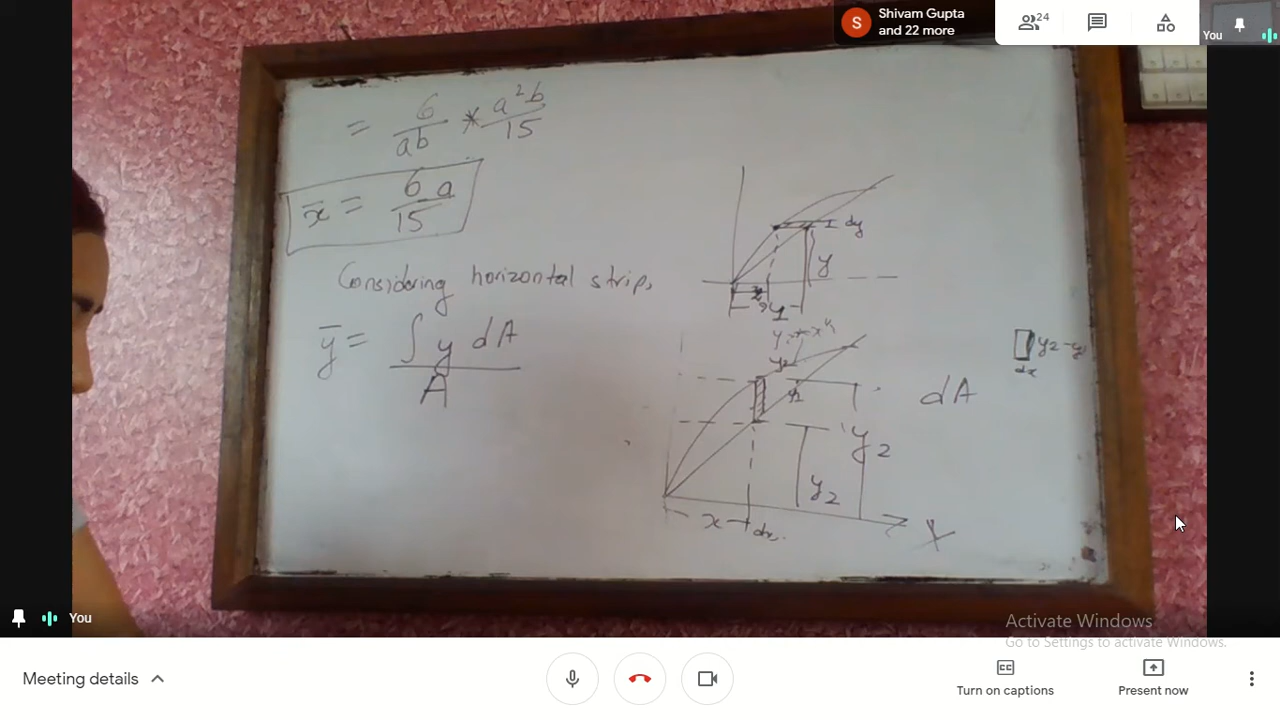 Shivam Gupta
and 22 more
S
24
You
= 6/ab * a²b/15
x̄ = 6a/15
Considering horizontal strip,
ȳ = ∫ y dA / A
dy
y
y₂
dA
y₂
y₂
x
dx
X
You
Activate Windows
Go to Settings to activate Windows.
Meeting details
CC
Turn on captions
Present now